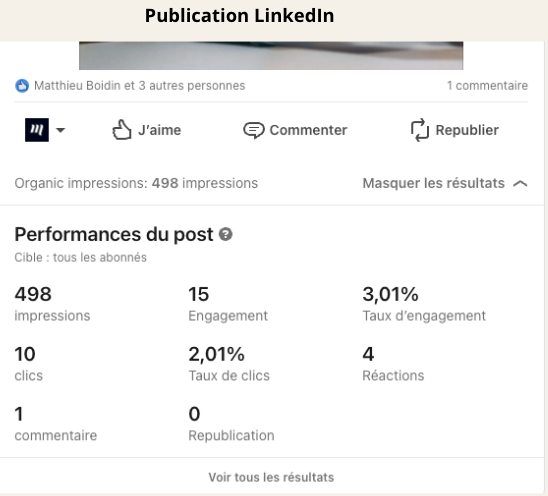 Publication LinkedIn
Matthieu Boidin et 3 autres personnes 1 commentaire
m J'aime Commenter Republier
Organic impressions: 498 impressions Masquer les résultats
Performances du post ?
Cible : tous les abonnés
498 15 3,01%
impressions Engagement Taux d'engagement
10 2,01% 4
clics Taux de clics Réactions
1 0
commentaire Republication
Voir tous les résultats